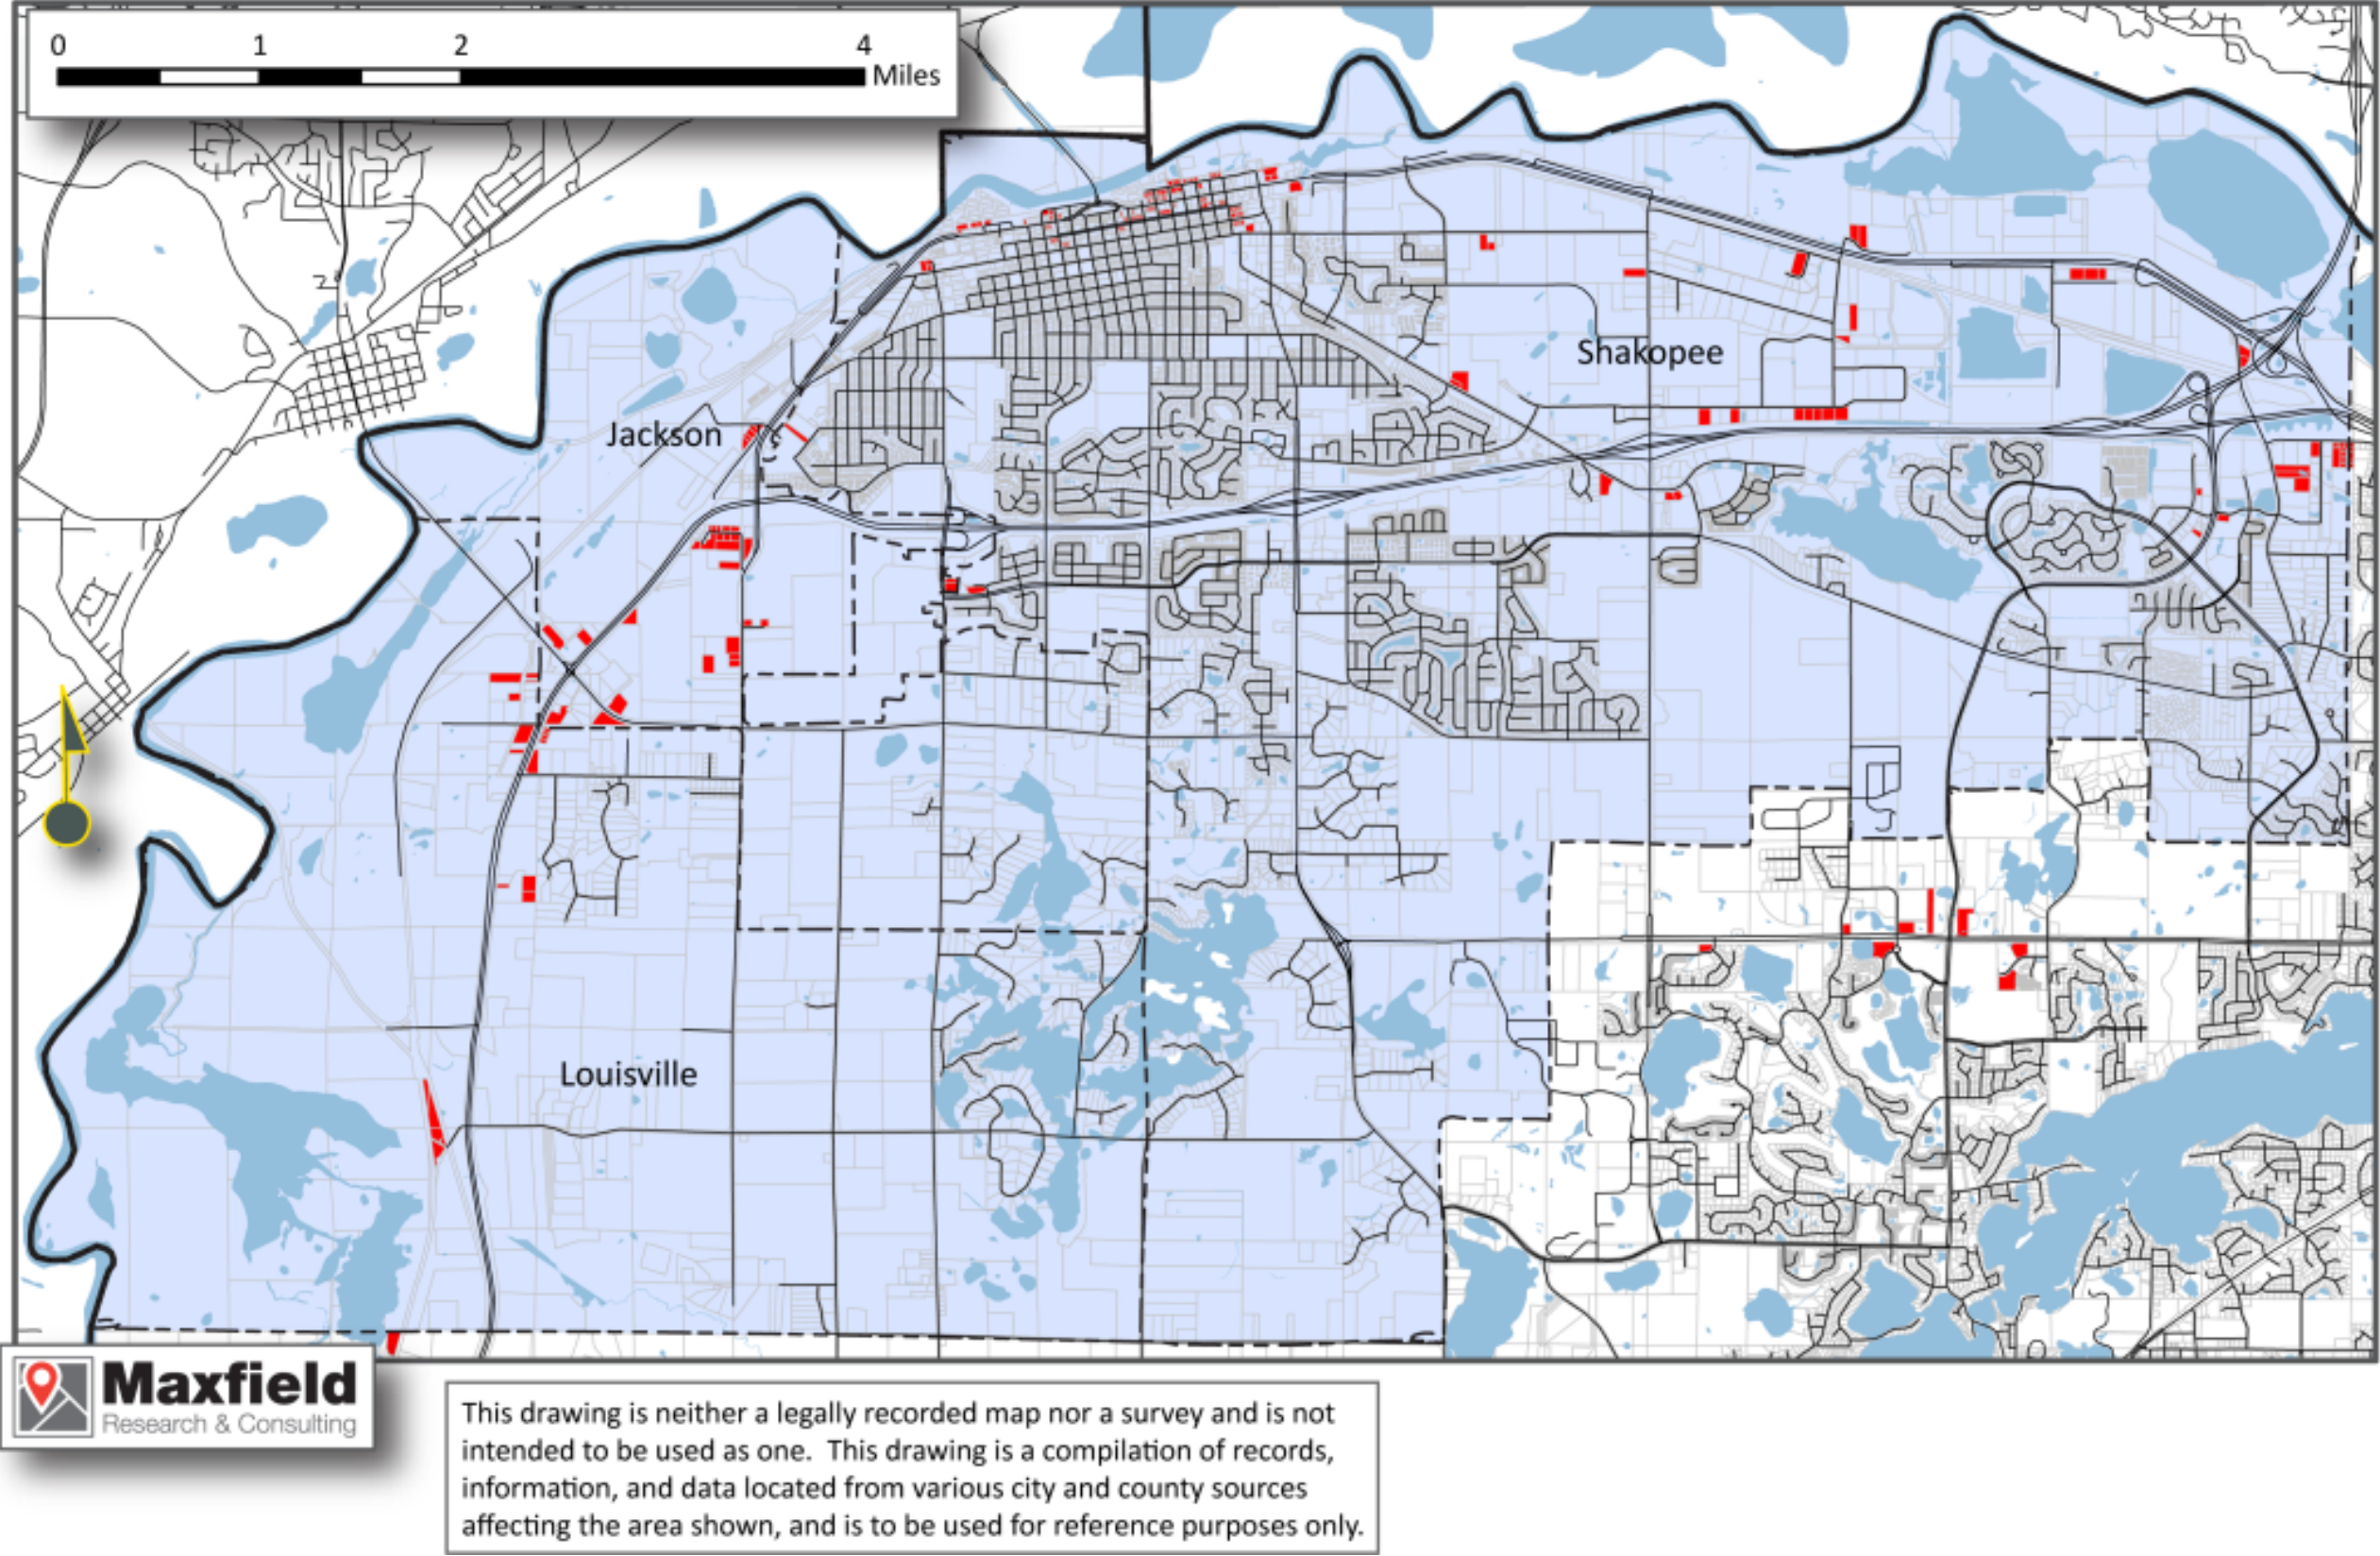 0 1 2 4
Miles
Shakopee
Jackson
Louisville
Maxfield
Research & Consulting
This drawing is neither a legally recorded map nor a survey and is not
intended to be used as one. This drawing is a compilation of records,
information, and data located from various city and county sources
affecting the area shown, and is to be used for reference purposes only.